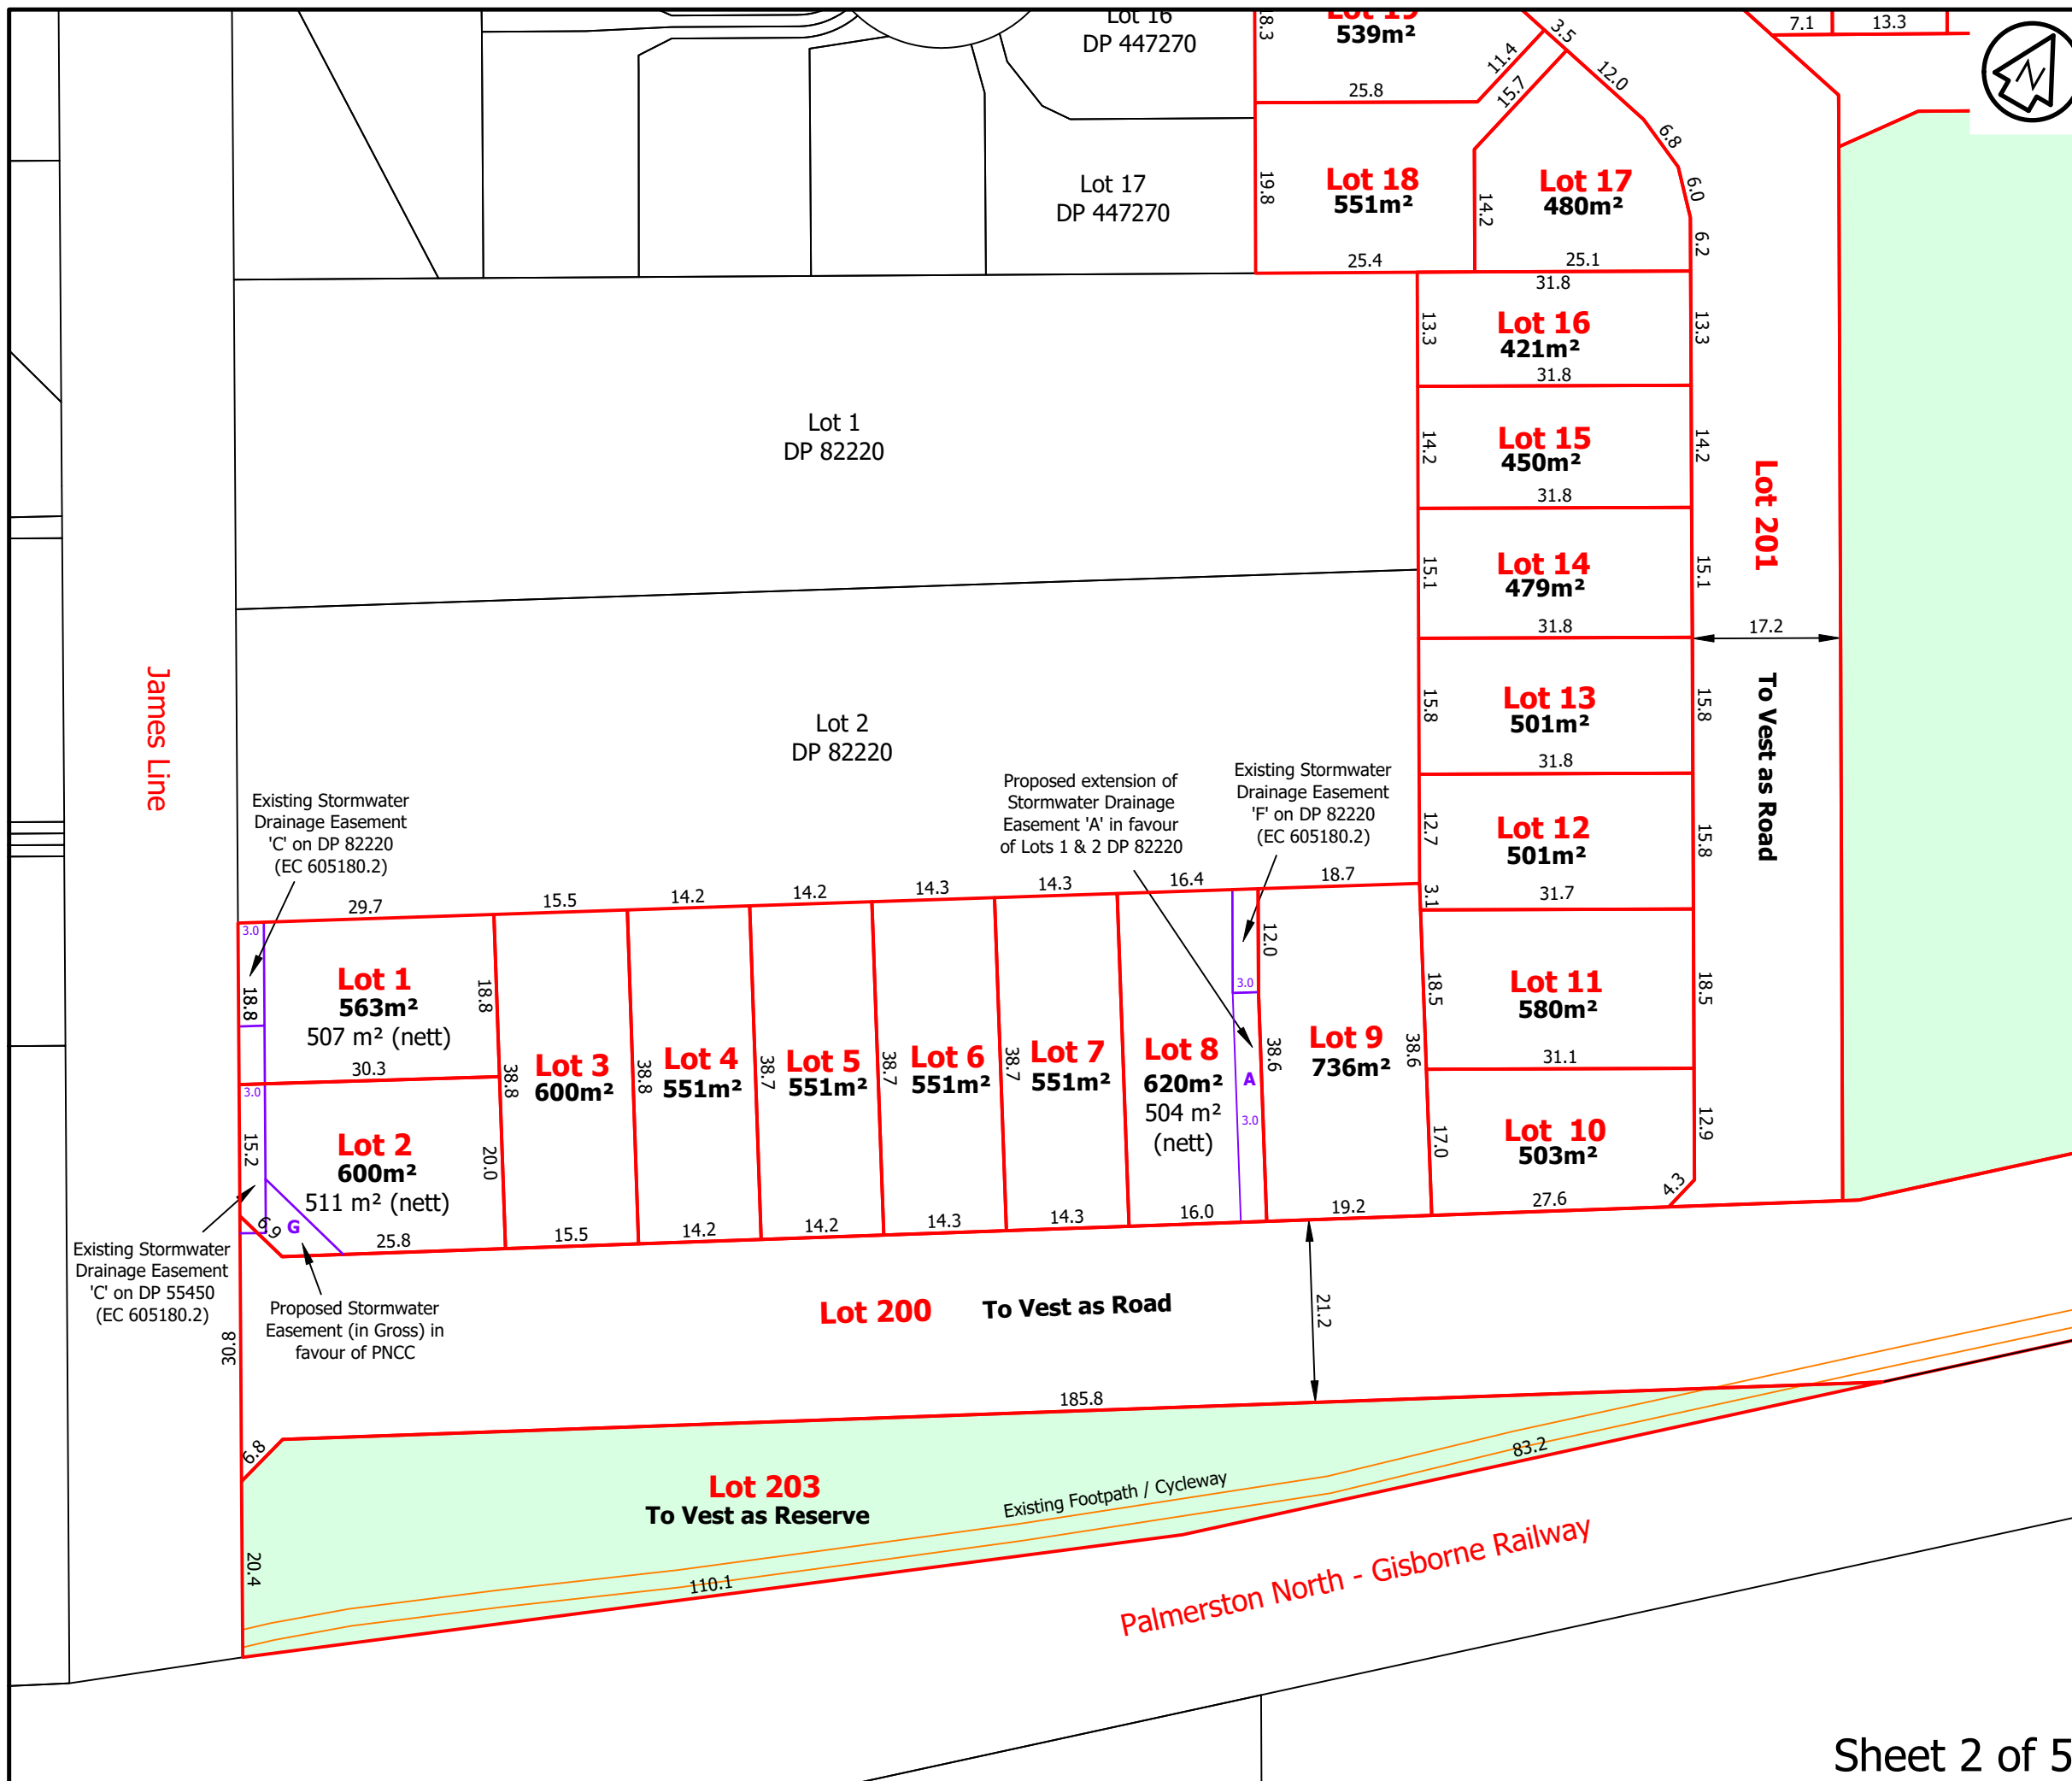 Lot 16
DP 447270
18.3
Lot 19
539m²
11.4
3.5
7.1
13.3
N
25.8
15.7
12.0
6.8
Lot 17
DP 447270
19.8
Lot 18
551m²
14.2
Lot 17
480m²
6.0
6.2
25.4
25.1
31.8
13.3
Lot 16
421m²
13.3
31.8
Lot 1
DP 82220
14.2
Lot 15
450m²
14.2
31.8
Lot 201
15.1
Lot 14
479m²
15.1
31.8
17.2
James Line
Lot 2
DP 82220
15.8
Lot 13
501m²
15.8
To Vest as Road
31.8
Existing Stormwater
Drainage Easement
'C' on DP 82220
(EC 605180.2)
Proposed extension of
Stormwater Drainage
Easement 'A' in favour
of Lots 1 & 2 DP 82220
Existing Stormwater
Drainage Easement
'F' on DP 82220
(EC 605180.2)
12.7
Lot 12
501m²
15.8
29.7
15.5
14.2
14.2
14.3
14.3
16.4
18.7
3.1
31.7
3.0
18.8
Lot 1
563m²
507 m² (nett)
18.8
30.3
12.0
3.0
18.5
Lot 11
580m²
18.5
31.1
3.0
15.2
Lot 2
600m²
511 m² (nett)
20.0
38.8
Lot 3
600m²
38.8
Lot 4
551m²
38.7
Lot 5
551m²
38.7
Lot 6
551m²
38.7
Lot 7
551m²
Lot 8
620m²
504 m²
(nett)
A
3.0
38.6
Lot 9
736m²
38.6
17.0
Lot 10
503m²
12.9
4.3
6.9
G
25.8
15.5
14.2
14.2
14.3
14.3
16.0
19.2
27.6
Existing Stormwater
Drainage Easement
'C' on DP 55450
(EC 605180.2)
Proposed Stormwater
Easement (in Gross) in
favour of PNCC
30.8
Lot 200
To Vest as Road
21.2
185.8
6.8
Lot 203
To Vest as Reserve
Existing Footpath / Cycleway
83.2
20.4
110.1
Palmerston North - Gisborne Railway
Sheet 2 of 5